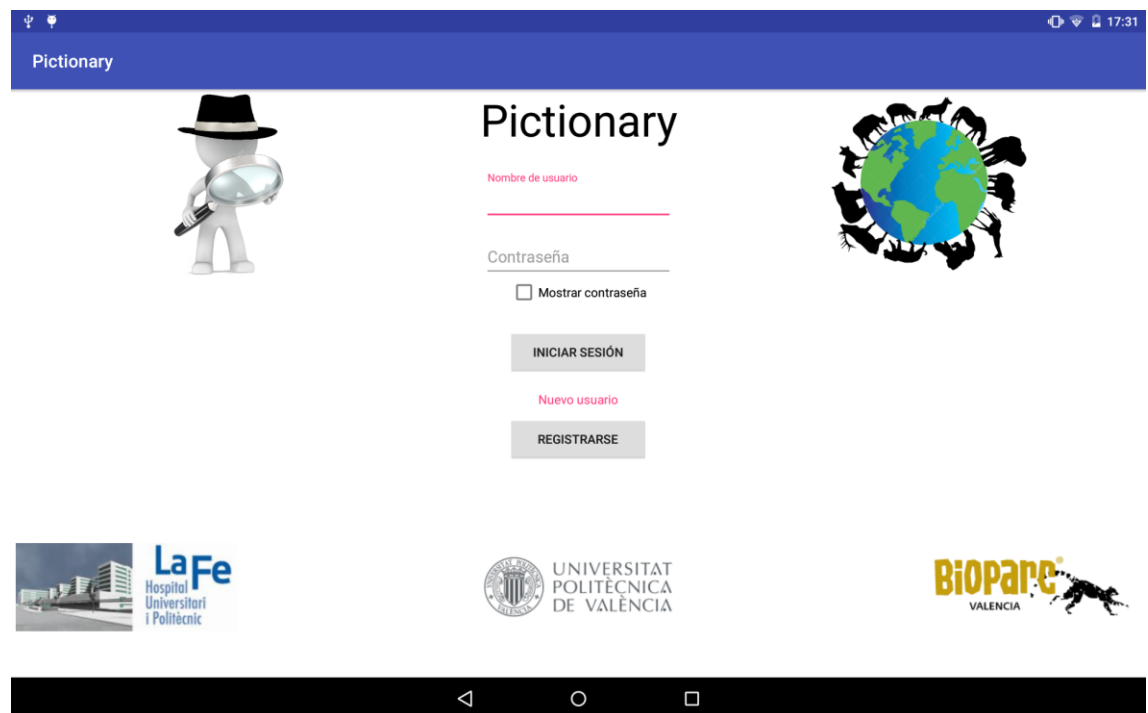 17:31
Pictionary
Pictionary
Nombre de usuario
Contraseña
Mostrar contraseña
INICIAR SESIÓN
Nuevo usuario
REGISTRARSE
La Fe
Hospital
Universitari
i Politècnic
UNIVERSITAT
POLITÈCNICA
DE VALÈNCIA
BIOPARC
VALENCIA